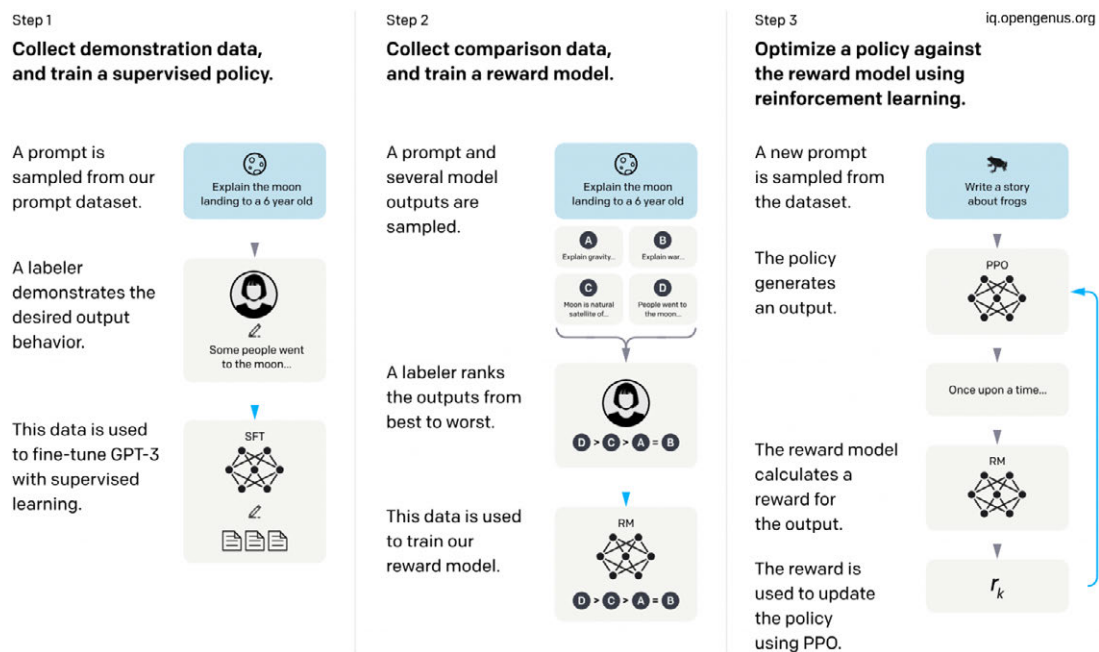 iq.opengenus.org
Step 1
Collect demonstration data,
and train a supervised policy.
A prompt is
sampled from our
prompt dataset.
Explain the moon
landing to a 6 year old
A labeler
demonstrates the
desired output
behavior.
Some people went
to the moon...
This data is used
to fine-tune GPT-3
with supervised
learning.
SFT
Step 2
Collect comparison data,
and train a reward model.
A prompt and
several model
outputs are
sampled.
Explain the moon
landing to a 6 year old
A
Explain gravity...
B
Explain war...
C
Moon is natural
satellite of...
D
People went to
the moon...
A labeler ranks
the outputs from
best to worst.
D > C > A = B
This data is used
to train our
reward model.
RM
D > C > A = B
Step 3
Optimize a policy against
the reward model using
reinforcement learning.
A new prompt
is sampled from
the dataset.
Write a story
about frogs
The policy
generates
an output.
PPO
Once upon a time...
The reward model
calculates a
reward for
the output.
RM
The reward is
used to update
the policy
using PPO.
rₖ